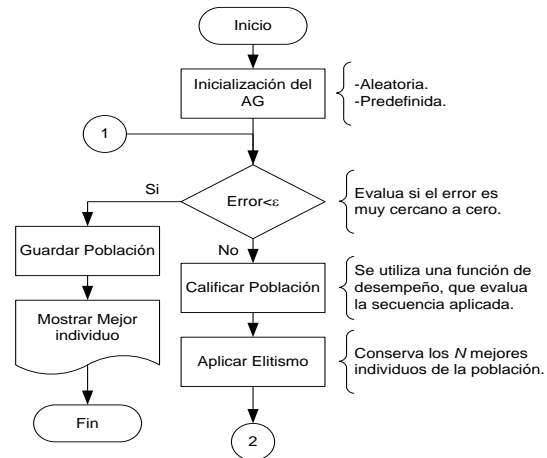 Inicio
Inicialización del
AG
-Aleatoria.
-Predefinida.
1
Si
Error<ε
Evalua si el error es
muy cercano a cero.
No
Guardar Población
Calificar Población
Se utiliza una función de
desempeño, que evalua
la secuencia aplicada.
Mostrar Mejor
individuo
Aplicar Elitismo
Conserva los N mejores
individuos de la población.
Fin
2